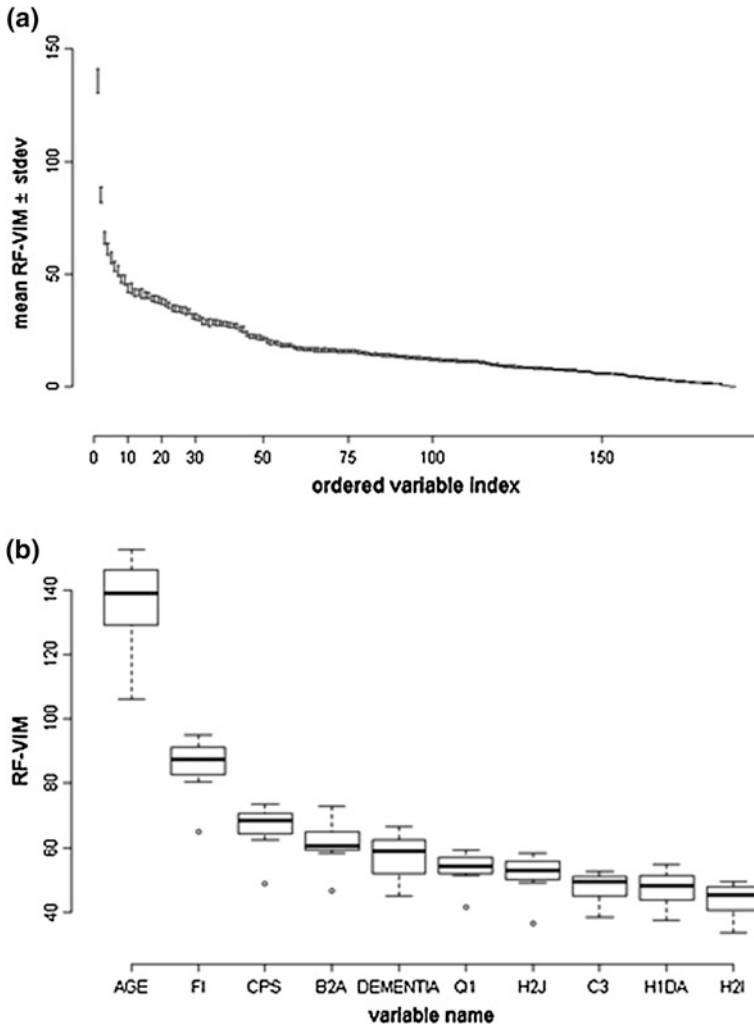 (a)
mean RF-VIM ± stdev
150
100
50
0
0 10 20 30 50 75 100 150
ordered variable index
(b)
RF-VIM
140
120
100
80
60
40
AGE FI CPS B2A DEMENTIA Q1 H2J C3 H1DA H2I
variable name